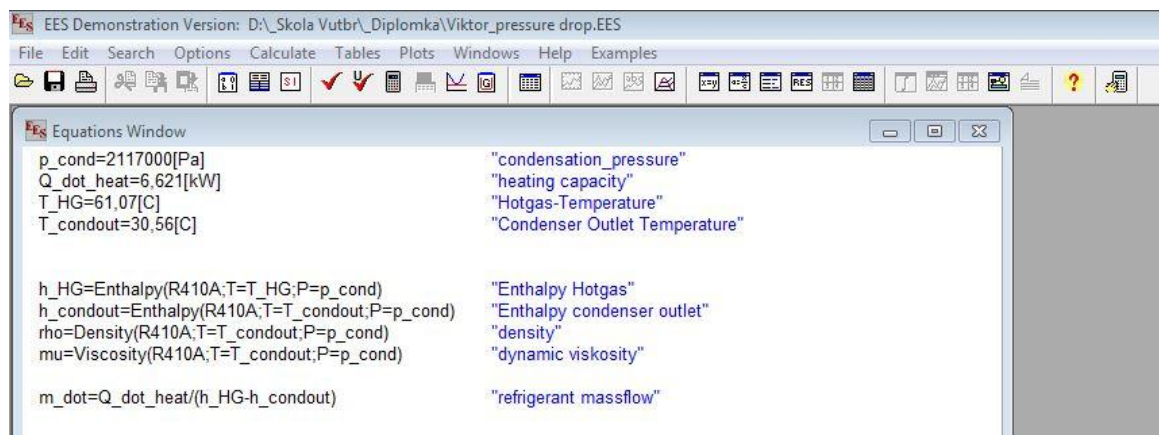 EES Demonstration Version: D:\_Skola Vutbr\_Diplomka\Viktor_pressure drop.EES
File Edit Search Options Calculate Tables Plots Windows Help Examples
Equations Window
p_cond=2117000[Pa] "condensation_pressure"
Q_dot_heat=6,621[kW] "heating capacity"
T_HG=61,07[C] "Hotgas-Temperature"
T_condout=30,56[C] "Condenser Outlet Temperature"
h_HG=Enthalpy(R410A;T=T_HG;P=p_cond) "Enthalpy Hotgas"
h_condout=Enthalpy(R410A;T=T_condout;P=p_cond) "Enthalpy condenser outlet"
rho=Density(R410A;T=T_condout;P=p_cond) "density"
mu=Viscosity(R410A;T=T_condout;P=p_cond) "dynamic viskosity"
m_dot=Q_dot_heat/(h_HG-h_condout) "refrigerant massflow"